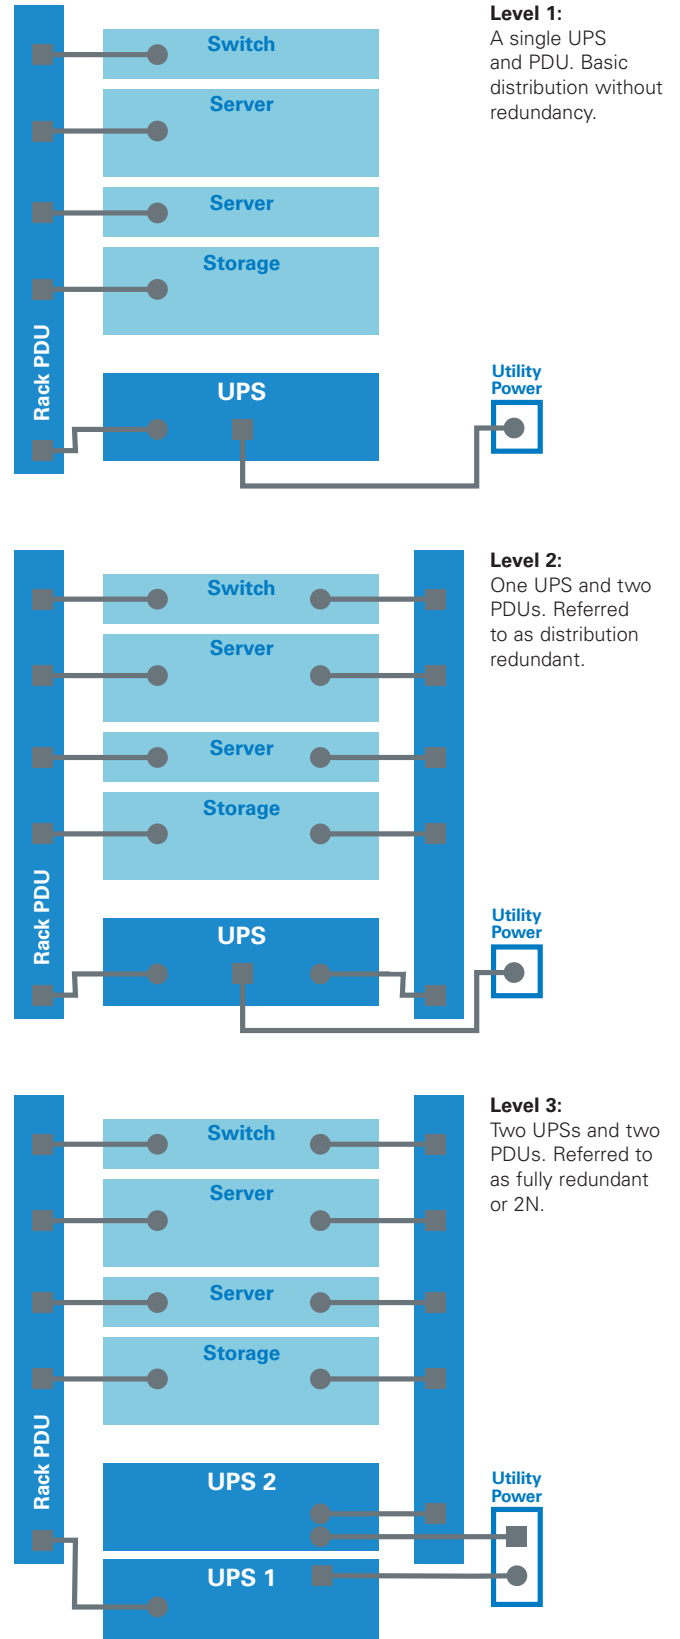 Level 1:
A single UPS
and PDU. Basic
distribution without
redundancy.
Switch
Server
Server
Storage
Rack PDU
UPS
Utility
Power
Level 2:
One UPS and two
PDUs. Referred
to as distribution
redundant.
Switch
Server
Server
Storage
Rack PDU
UPS
Utility
Power
Level 3:
Two UPSs and two
PDUs. Referred to
as fully redundant
or 2N.
Switch
Server
Server
Storage
Rack PDU
UPS 2
Utility
Power
UPS 1